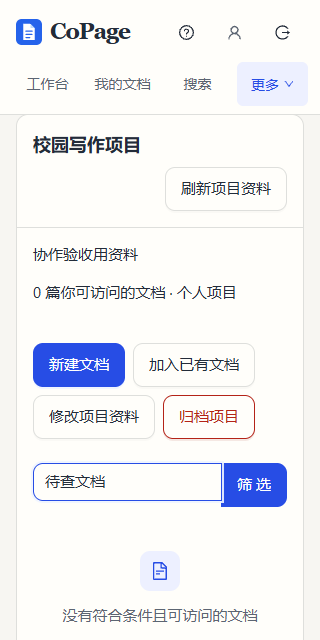 CoPage
工作台 我的文档 搜索 更多
校园写作项目
刷新项目资料
协作验收用资料
0 篇你可访问的文档 · 个人项目
新建文档 加入已有文档
修改项目资料 归档项目
待查文档 筛 选
没有符合条件且可访问的文档